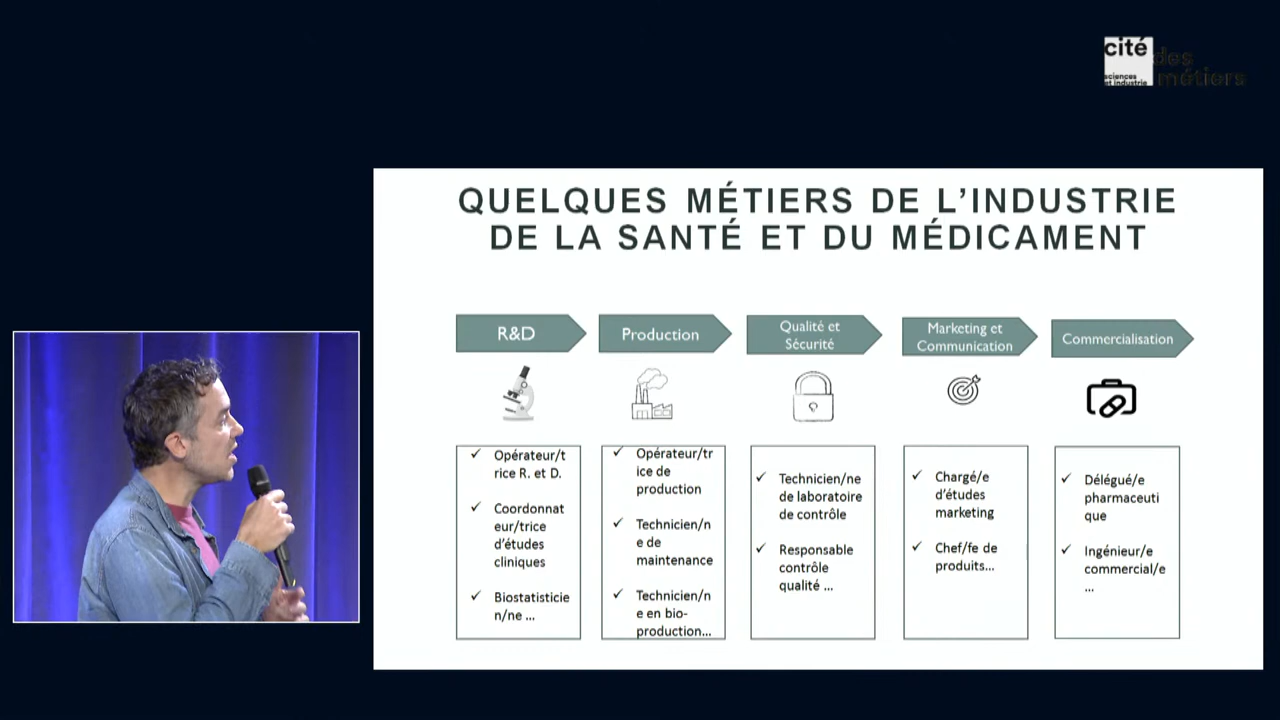 cité
sciences
et industrie
des
métiers
QUELQUES MÉTIERS DE L'INDUSTRIE
DE LA SANTÉ ET DU MÉDICAMENT
R&D
Production
Qualité et
Sécurité
Marketing et
Communication
Commercialisation
✓ Opérateur/t
rice R. et D.
✓ Coordonnat
eur/trice
d'études
cliniques
✓ Biostatisticie
n/ne ...
✓ Opérateur/tr
ice de
production
✓ Technicien/n
e de
maintenance
✓ Technicien/n
e en bio-
production...
✓ Technicien/ne
de laboratoire
de contrôle
✓ Responsable
contrôle
qualité ...
✓ Chargé/e
d'études
marketing
✓ Chef/fe de
produits...
✓ Délégué/e
pharmaceuti
que
✓ Ingénieur/e
commercial/e
...